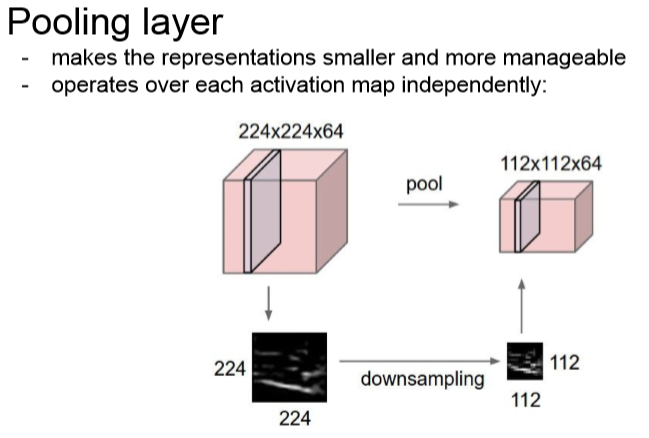 Pooling layer
- makes the representations smaller and more manageable
- operates over each activation map independently:
224x224x64
112x112x64
pool
224
downsampling
112
112
224